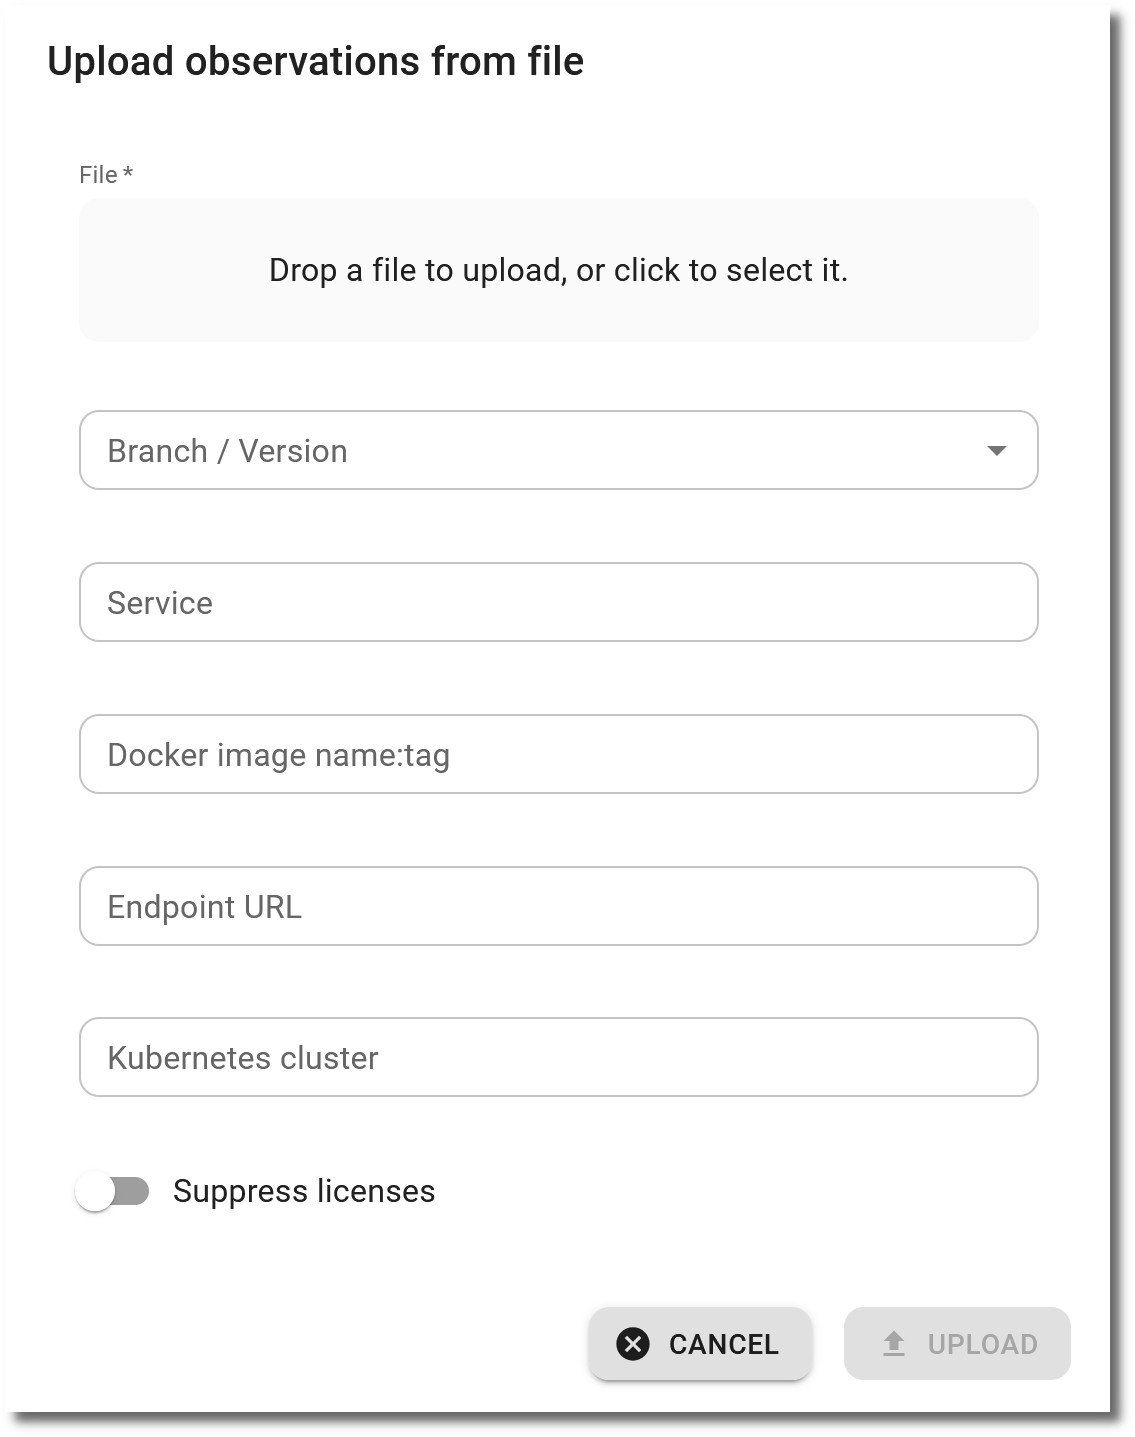 Upload observations from file
File *
Drop a file to upload, or click to select it.
Branch / Version
Service
Docker image name:tag
Endpoint URL
Kubernetes cluster
Suppress licenses
CANCEL
UPLOAD